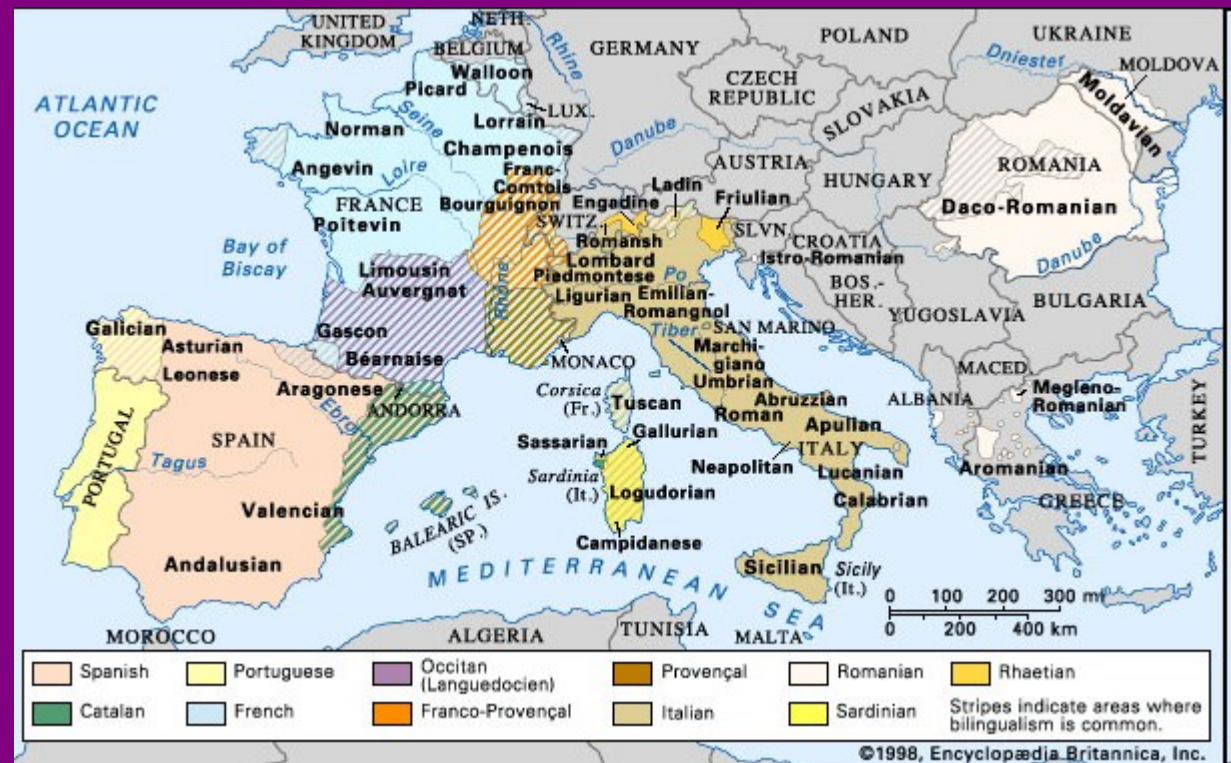 UNITED
KINGDOM
NETH.
BELGIUM
Rhine
GERMANY
POLAND
UKRAINE
Dniester
MOLDOVA
Walloon
Picard
LUX.
CZECH
REPUBLIC
SLOVAKIA
Moldavian
ATLANTIC
OCEAN
Norman
Seine
Lorrain
Champenois
Danube
AUSTRIA
HUNGARY
ROMANIA
Angevin
Loire
Franc-
Comtois
Ladin
Engadine
Friulian
FRANCE
Bourguignon
SWITZ.
SLVN.
Daco-Romanian
Poitevin
Romansh
CROATIA
Istro-Romanian
Danube
Bay of
Biscay
Lombard
Piedmontese
Po
BOS.-
HER.
Limousin
Auvergnat
Rhône
Ligurian
Emilian-
Romangnol
YUGOSLAVIA
BULGARIA
Galician
Asturian
Leonese
Gascon
Béarnaise
MONACO
Tiber
SAN MARINO
Marchi-
giano
Umbrian
MACED.
Aragonese
ANDORRA
Corsica
(Fr.)
Tuscan
Roman
Abruzzian
ALBANIA
Megleno-
Romanian
TURKEY
PORTUGAL
SPAIN
Ebro
Sassarian
Gallurian
Apulian
ITALY
Tagus
Sardinia
(It.)
Neapolitan
Lucanian
Aromanian
Valencian
BALEARIC IS.
(SP.)
Logudorian
Calabrian
GREECE
Campidanese
Andalusian
MEDITERRANEAN
SEA
Sicilian
Sicily
(It.)
0 100 200 300 mi
0 200 400 km
MOROCCO
ALGERIA
TUNISIA
MALTA
Spanish
Portuguese
Occitan
(Languedocien)
Provençal
Romanian
Rhaetian
Catalan
French
Franco-Provençal
Italian
Sardinian
Stripes indicate areas where
bilingualism is common.
©1998, Encyclopædia Britannica, Inc.